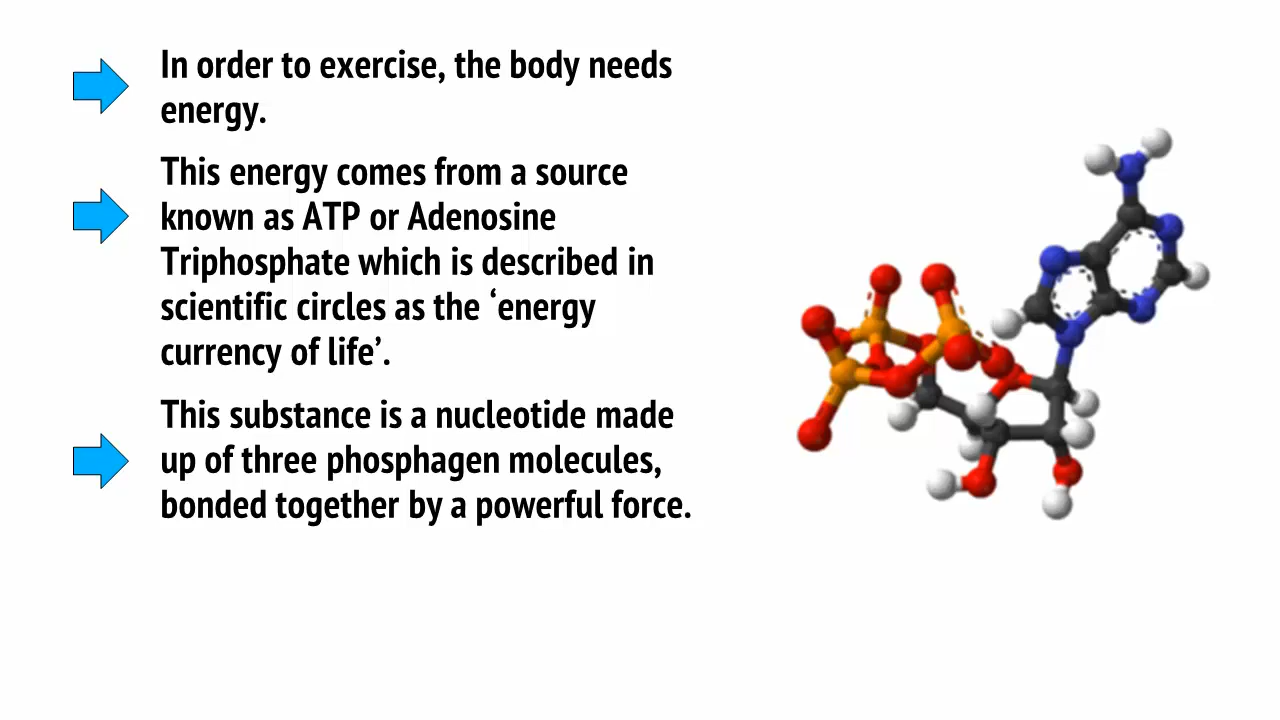 In order to exercise, the body needs
energy.
This energy comes from a source
known as ATP or Adenosine
Triphosphate which is described in
scientific circles as the ‘energy
currency of life’.
This substance is a nucleotide made
up of three phosphagen molecules,
bonded together by a powerful force.